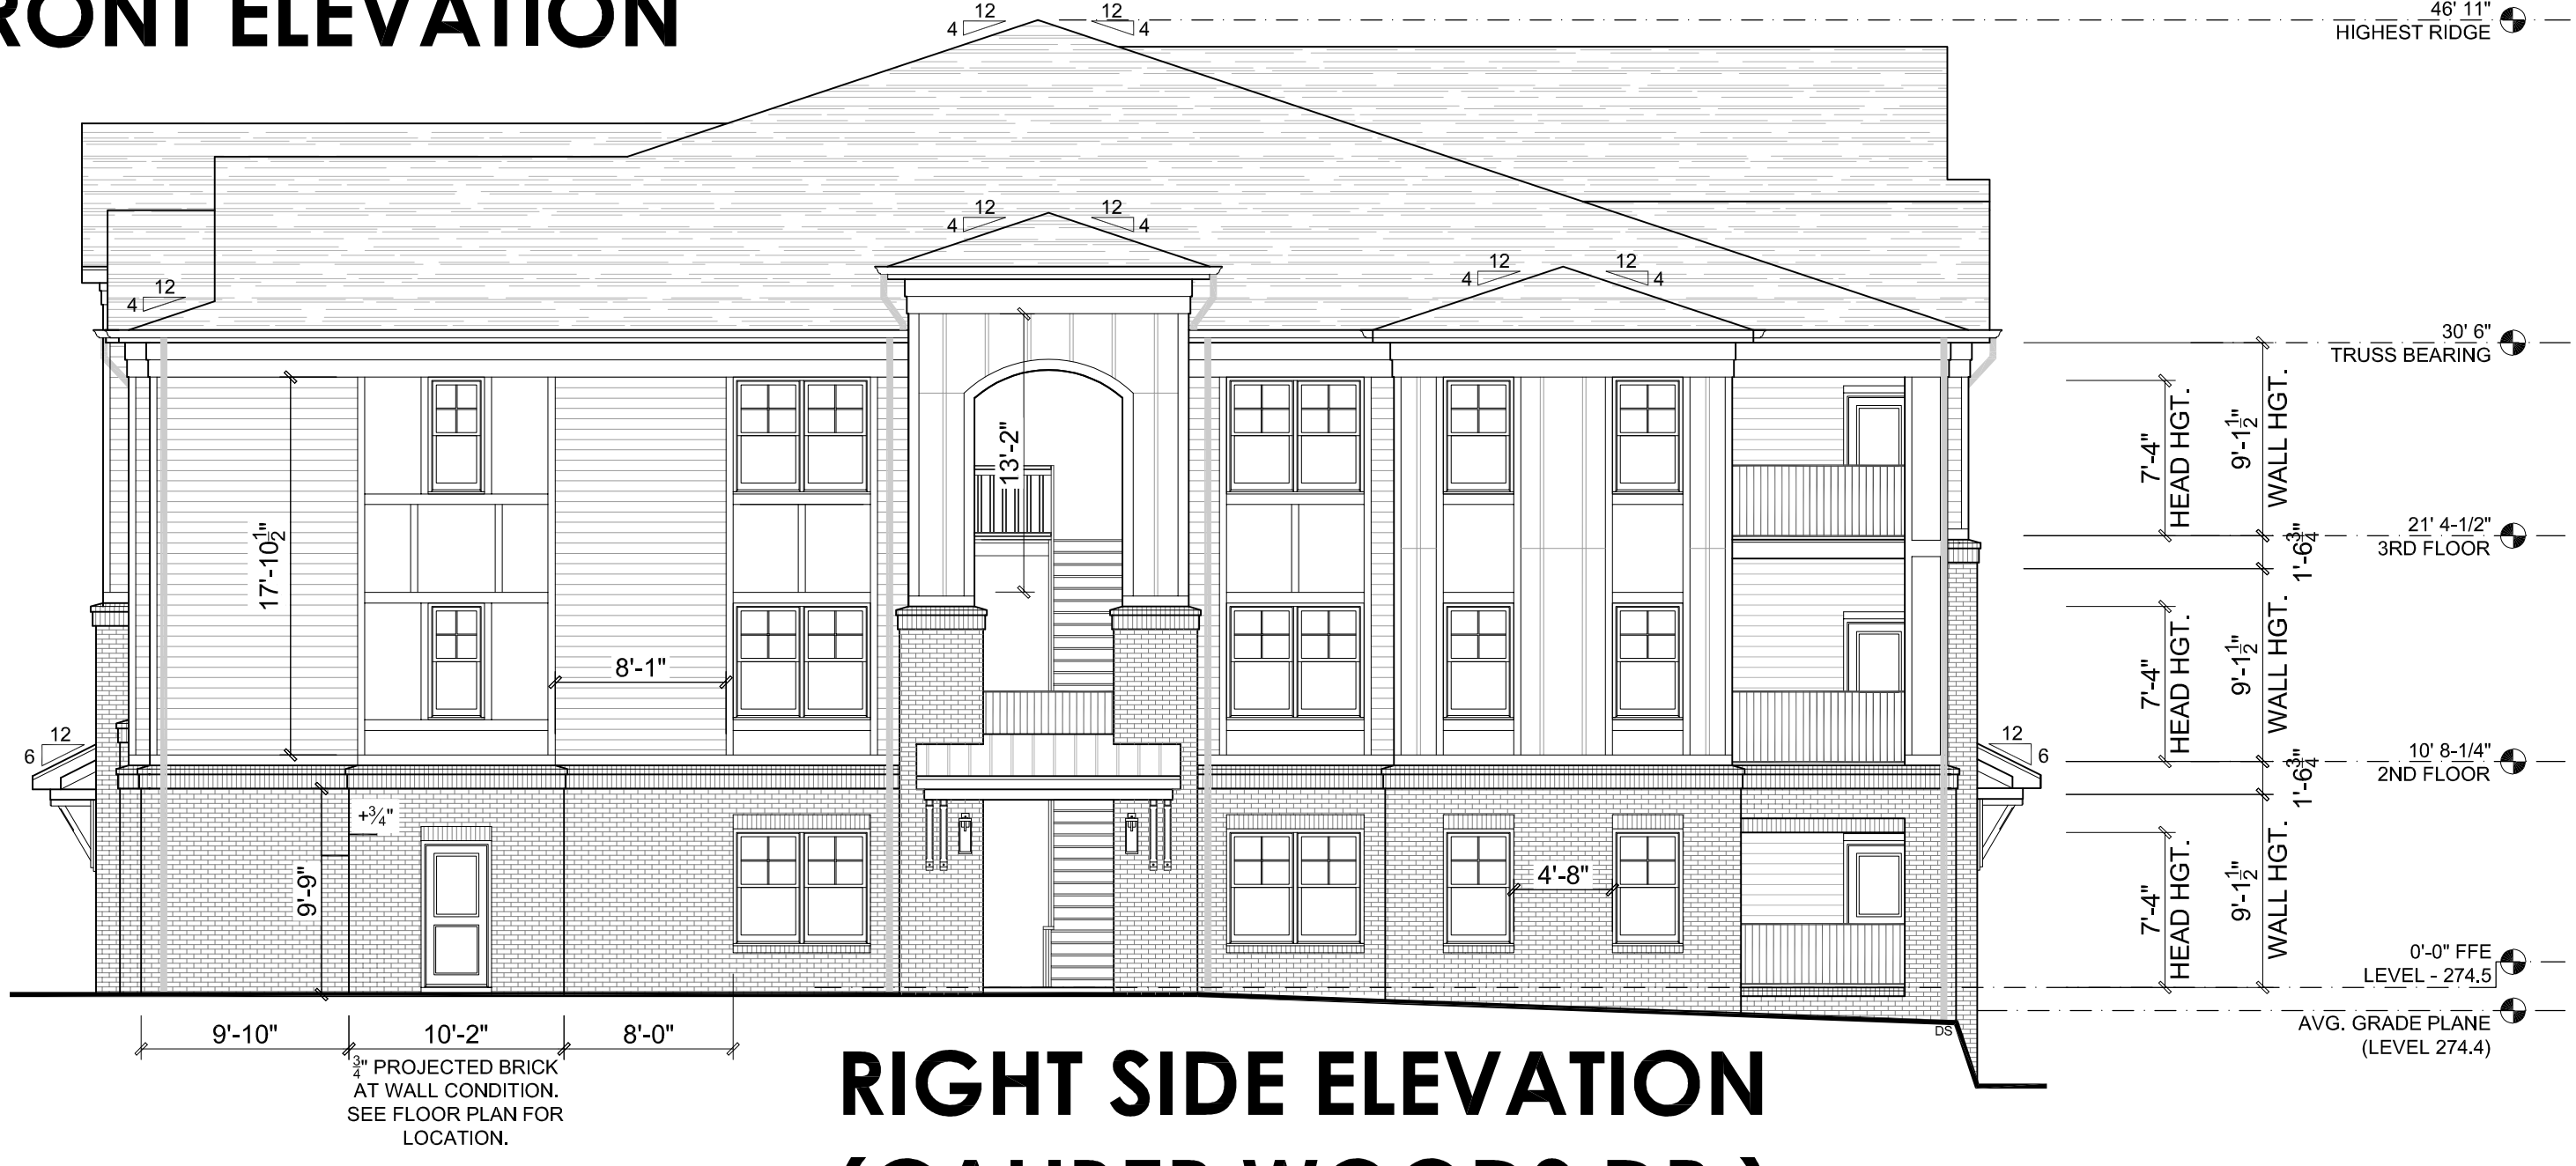 RONT ELEVATION
12
4
12
4
46' 11"
HIGHEST RIDGE
12
4
12
4
12
4
12
4
12
4
30' 6"
TRUSS BEARING
7'-4"
HEAD HGT.
9'-1½"
WALL HGT.
13'-2"
17'-10½"
21' 4-1/2"
3RD FLOOR
1'-6¾"
7'-4"
HEAD HGT.
9'-1½"
WALL HGT.
8'-1"
12
6
12
6
10' 8-1/4"
2ND FLOOR
1'-6¾"
+¾"
9'-9"
4'-8"
7'-4"
HEAD HGT.
9'-1½"
WALL HGT.
0'-0" FFE
LEVEL - 274.5
AVG. GRADE PLANE
(LEVEL 274.4)
DS
9'-10"
10'-2"
8'-0"
¾" PROJECTED BRICK
AT WALL CONDITION.
SEE FLOOR PLAN FOR
LOCATION.
RIGHT SIDE ELEVATION